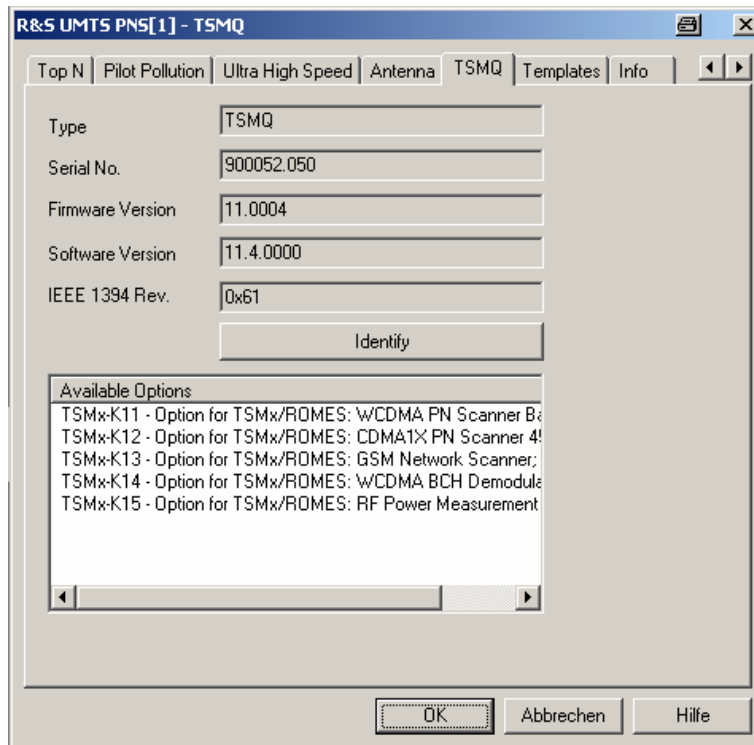 R&S UMTS PNS[1] - TSMQ
Top N Pilot Pollution Ultra High Speed Antenna TSMQ Templates Info
Type TSMQ
Serial No. 900052.050
Firmware Version 11.0004
Software Version 11.4.0000
IEEE 1394 Rev. 0x61
Identify
Available Options
TSMx-K11 - Option for TSMx/ROMES: WCDMA PN Scanner
TSMx-K12 - Option for TSMx/ROMES: CDMA1X PN Scanner
TSMx-K13 - Option for TSMx/ROMES: GSM Network Scanner;
TSMx-K14 - Option for TSMx/ROMES: WCDMA BCH Demodula
TSMx-K15 - Option for TSMx/ROMES: RF Power Measurement
OK Abbrechen Hilfe